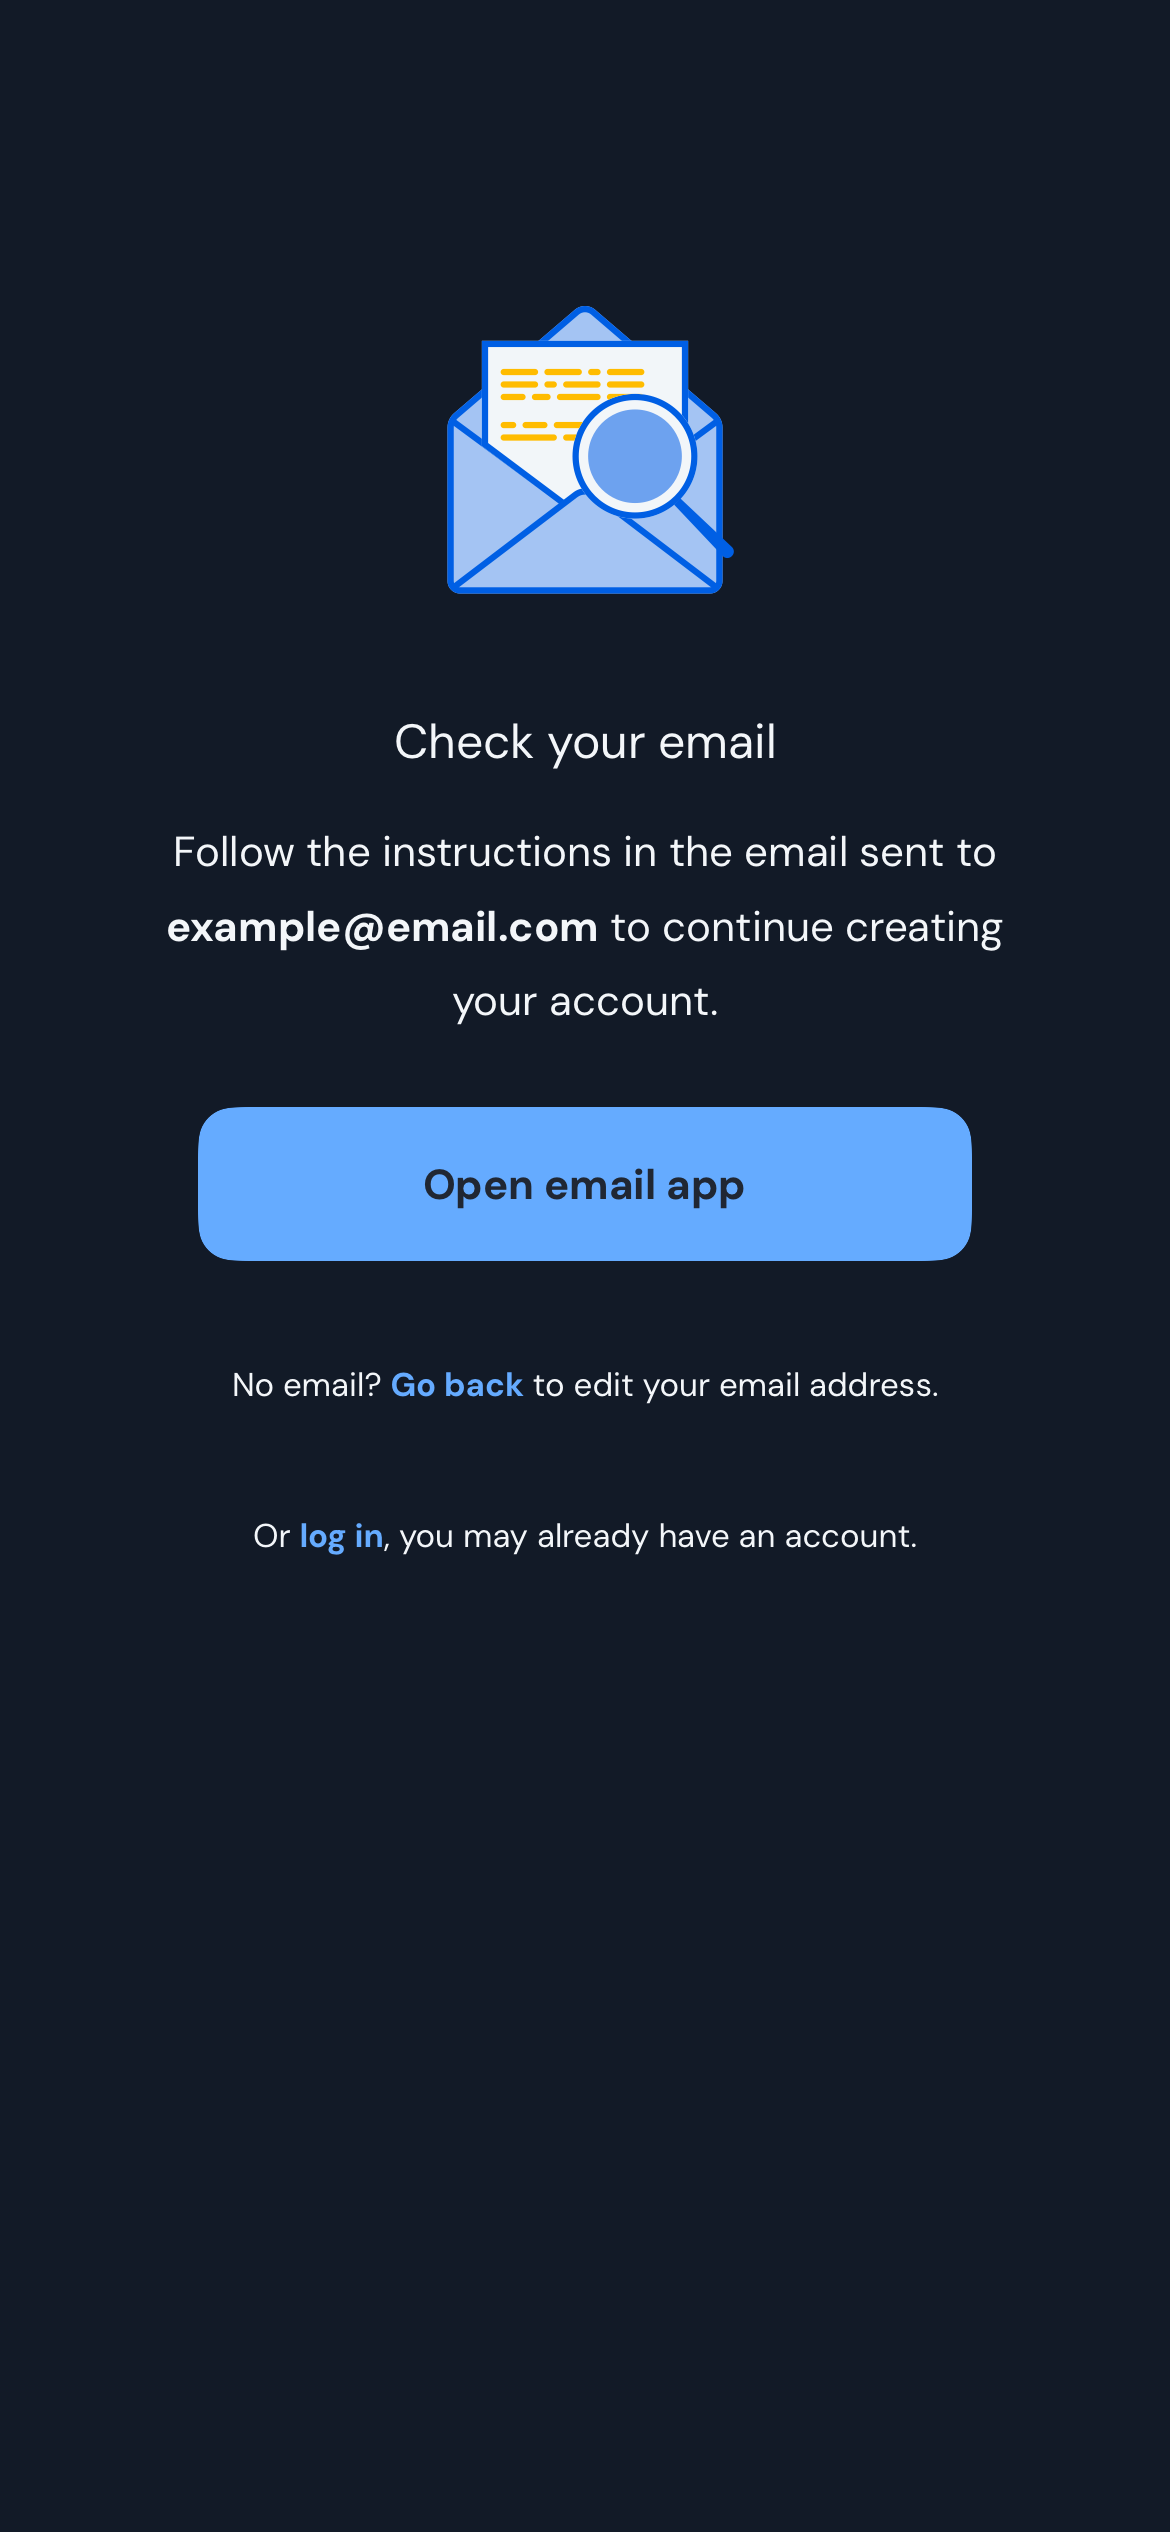 Check your email
Follow the instructions in the email sent to
example@email.com to continue creating
your account.
Open email app
No email? Go back to edit your email address.
Or log in, you may already have an account.